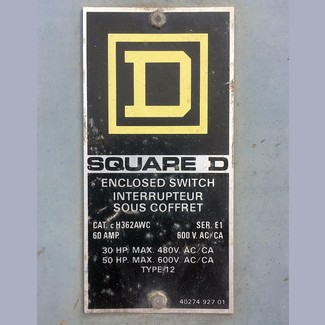 D
SQUARE D
ENCLOSED SWITCH
INTERRUPTEUR
SOUS COFFRET
CAT. c H362AWC SER. E1
60 AMP. 600 V. AC/CA
30 HP. MAX. 480V. AC/CA
50 HP. MAX. 600V. AC/CA
TYPE 12
40274 927 01